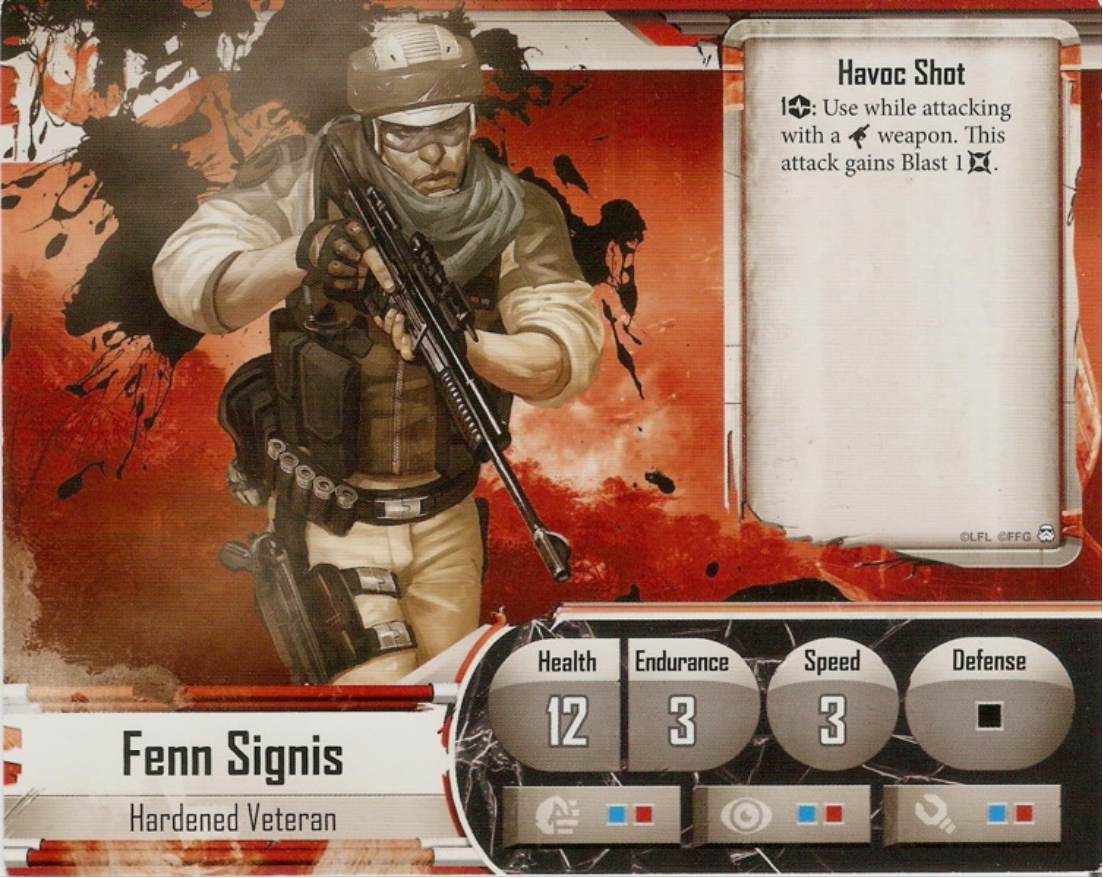 Havoc Shot
1: Use while attacking
with a weapon. This
attack gains Blast 1.
©LFL ©FFG
Health
Endurance
Speed
Defense
12
3
3
Fenn Signis
Hardened Veteran